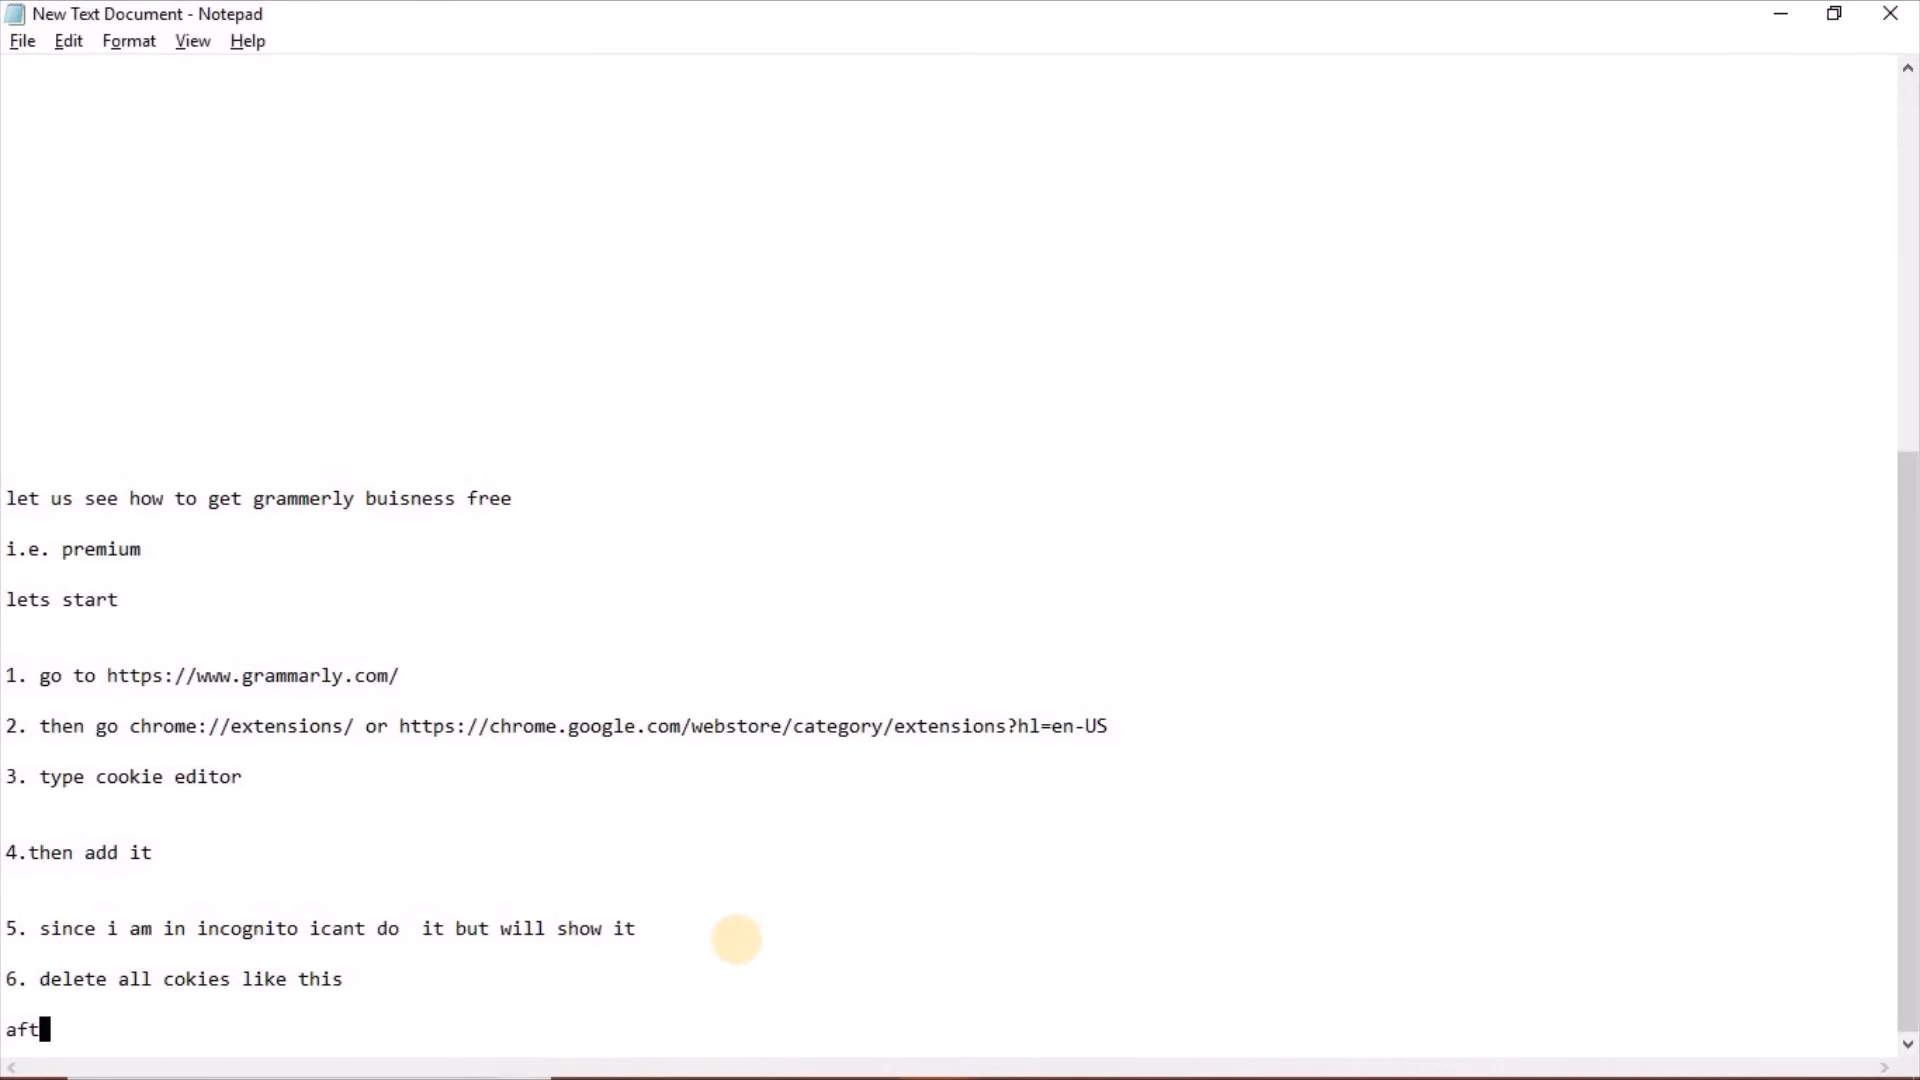 New Text Document - Notepad
File Edit Format View Help
let us see how to get grammerly buisness free
i.e. premium
lets start
1. go to https://www.grammarly.com/
2. then go chrome://extensions/ or https://chrome.google.com/webstore/category/extensions?hl=en-US
3. type cookie editor
4.then add it
5. since i am in incognito icant do  it but will show it
6. delete all cokies like this
aft